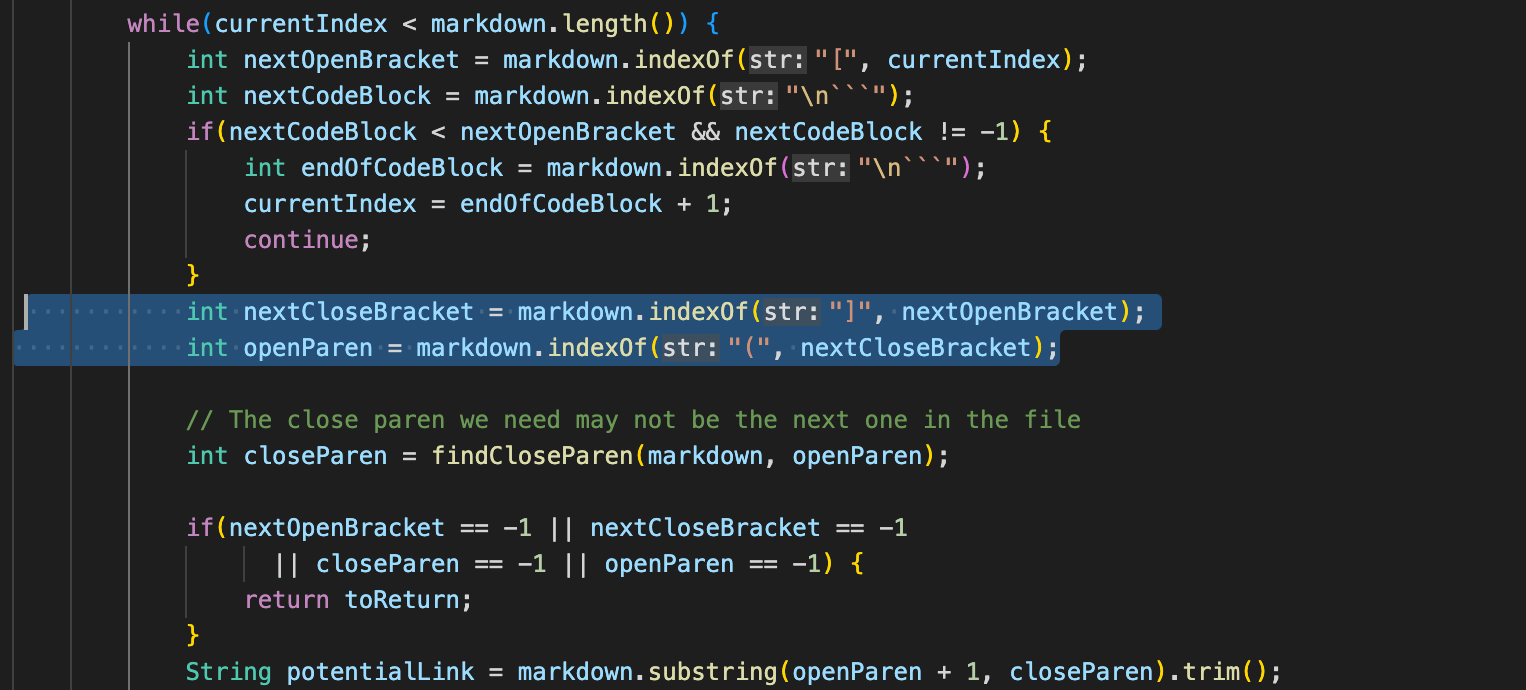 while(currentIndex < markdown.length()) {
int nextOpenBracket = markdown.indexOf(str: "[", currentIndex);
int nextCodeBlock = markdown.indexOf(str: "\n```");
if(nextCodeBlock < nextOpenBracket && nextCodeBlock != -1) {
int endOfCodeBlock = markdown.indexOf(str: "\n```");
currentIndex = endOfCodeBlock + 1;
continue;
}
int nextCloseBracket = markdown.indexOf(str: "]", nextOpenBracket);
int openParen = markdown.indexOf(str: "(", nextCloseBracket);
// The close paren we need may not be the next one in the file
int closeParen = findCloseParen(markdown, openParen);
if(nextOpenBracket == -1 || nextCloseBracket == -1
|| closeParen == -1 || openParen == -1) {
return toReturn;
}
String potentialLink = markdown.substring(openParen + 1, closeParen).trim();